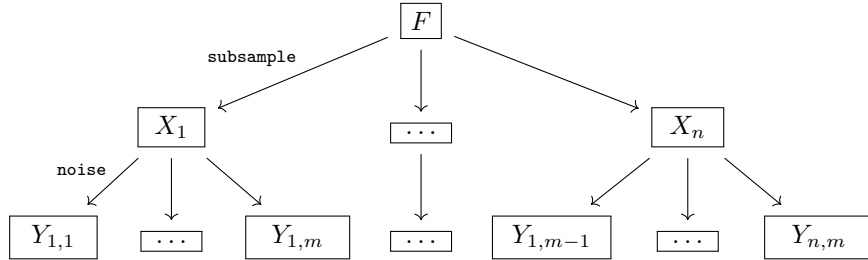 F
subsample
X_1 ⋯ X_n
noise
Y_{1,1} ⋯ Y_{1,m} ⋯ Y_{1,m−1} ⋯ Y_{n,m}